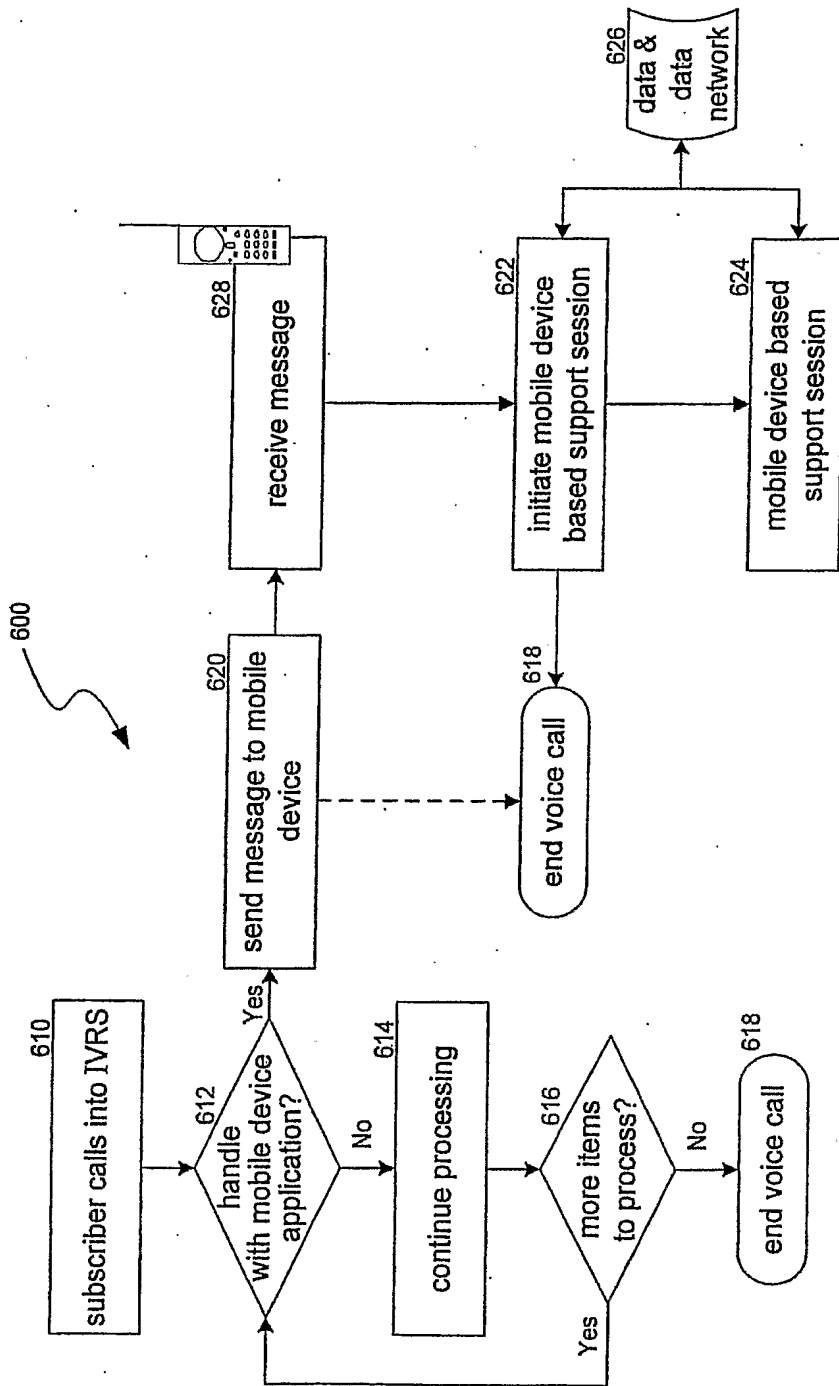 600
610
subscriber calls into IVRS
612
handle
with mobile device
application?
Yes
No
614
continue processing
616
more items
to process?
Yes
No
618
end voice call
620
send message to mobile
device
618
end voice call
628
receive message
622
initiate mobile device
based support session
624
mobile device based
support session
626
data &
data
network